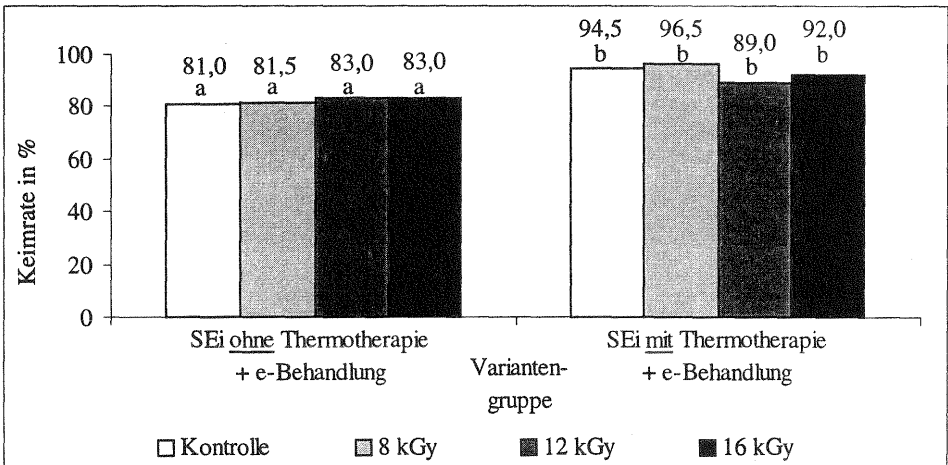 100
80
60
40
20
0
Keimrate in %
81,0 81,5 83,0 83,0
a a a a
94,5 96,5 89,0 92,0
b b b b
SEi ohne Thermotherapie
+ e-Behandlung
Varianten-
gruppe
SEi mit Thermotherapie
+ e-Behandlung
Kontrolle 8 kGy 12 kGy 16 kGy